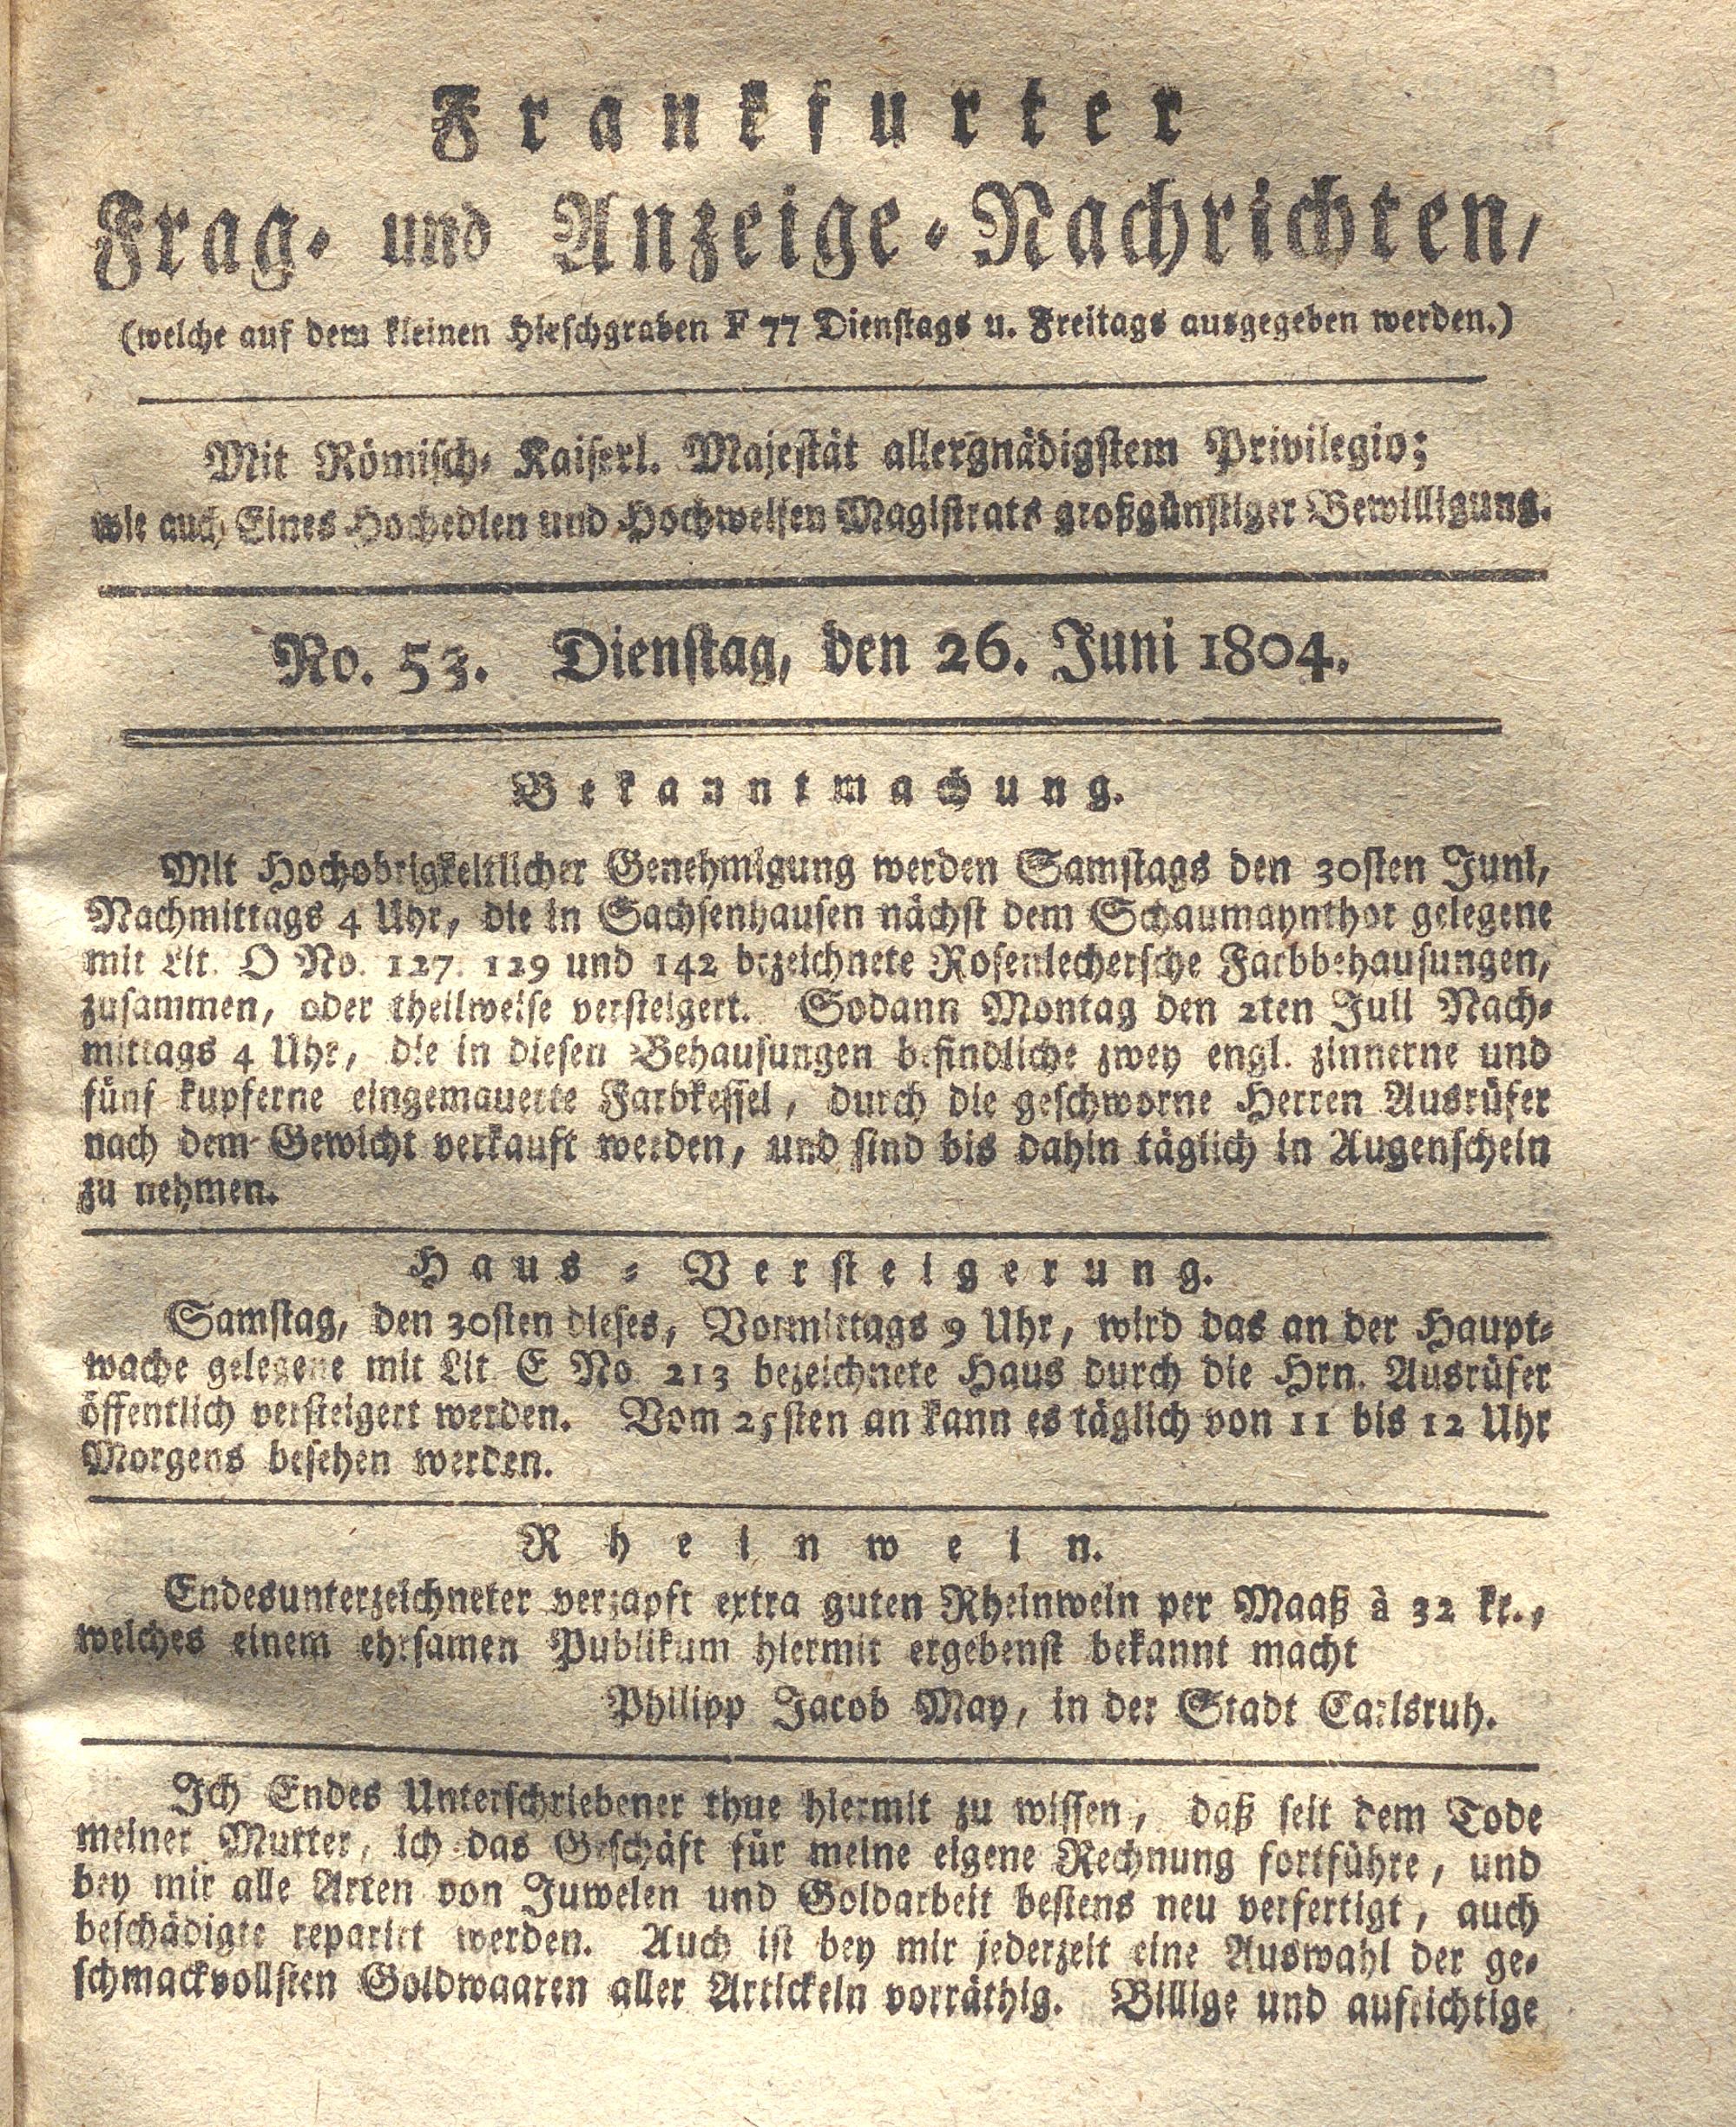 Frankfurter
Frag- und Anzeige-Nachrichten,
(welche auf dem kleinen Hirschgraben F 77 Dienstags u. Freitags ausgegeben werden.)
Mit Römisch- Kaiserl. Majestät allergnädigstem Privilegio;
wie auch Eines Hochedlen und Hochweisen Magistrats großgünstiger Bewilligung.
No. 53. Dienstag, den 26. Juni 1804.
Bekanntmachung.
Mit Hochobrigkeitlicher Genehmigung werden Samstags den 30sten Juni,
Nachmittags 4 Uhr, die in Sachsenhausen nächst dem Schaumaynthor gelegene
mit Lit. O No. 127. 129 und 142 bezeichnete Rosenlechersche Farbbehausungen,
zusammen, oder theilweise versteigert. Sodann Montag den 2ten Juli Nach-
mittags 4 Uhr, die in diesen Behausungen befindliche zwey engl. zinnerne und
fünf kupferne eingemauerte Farbkessel, durch die geschworne Herren Ausrüfer
nach dem Gewicht verkauft werden, und sind bis dahin täglich in Augenschein
zu nehmen.
Haus-Versteigerung.
Samstag, den 30sten dieses, Vormittags 9 Uhr, wird das an der Haupt-
wache gelegene mit Lit. E No. 213 bezeichnete Haus durch die Hrn. Ausrüfer
öffentlich versteigert werden. Vom 25sten an kann es täglich von 11 bis 12 Uhr
Morgens besehen werden.
Rheinwein.
Endesunterzeichneter verzapft extra guten Rheinwein per Maaß à 32 kr.,
welches einem ehrsamen Publikum hiermit ergebenst bekannt macht
Philipp Jacob May, in der Stadt Carlsruh.
Ich Endes Unterschriebener thue hiermit zu wissen, daß seit dem Tode
meiner Mutter, ich das Geschäft für meine eigene Rechnung fortführe, und
bey mir alle Arten von Juwelen und Goldarbeit bestens neu verfertigt, auch
beschädigte reparirt werden. Auch ist bey mir jederzeit eine Auswahl der ge-
schmackvollsten Goldwaaren aller Artickeln vorräthig. Billige und aufrichtige